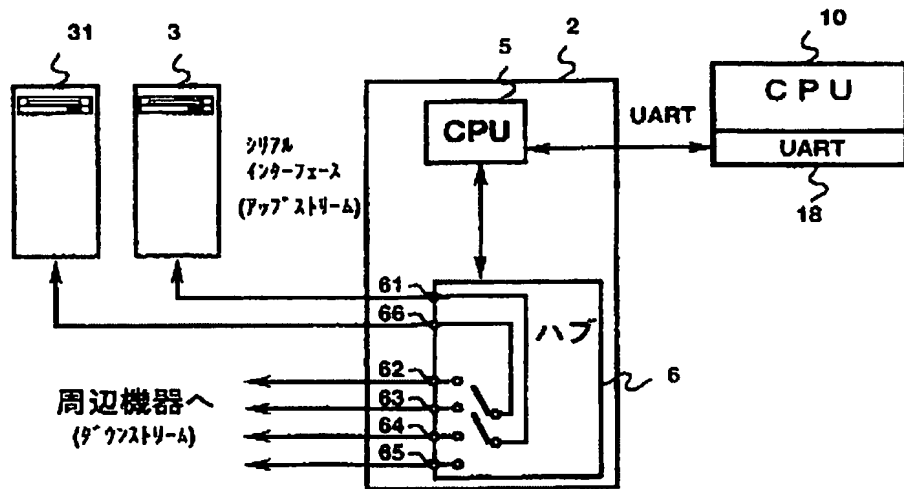 31
3
5
2
10
CPU
CPU
UART
UART
18
シリアル
インターフェース
(アップストリーム)
61
66
ハブ
62
6
63
周辺機器へ
64
(ダウンストリーム)
65